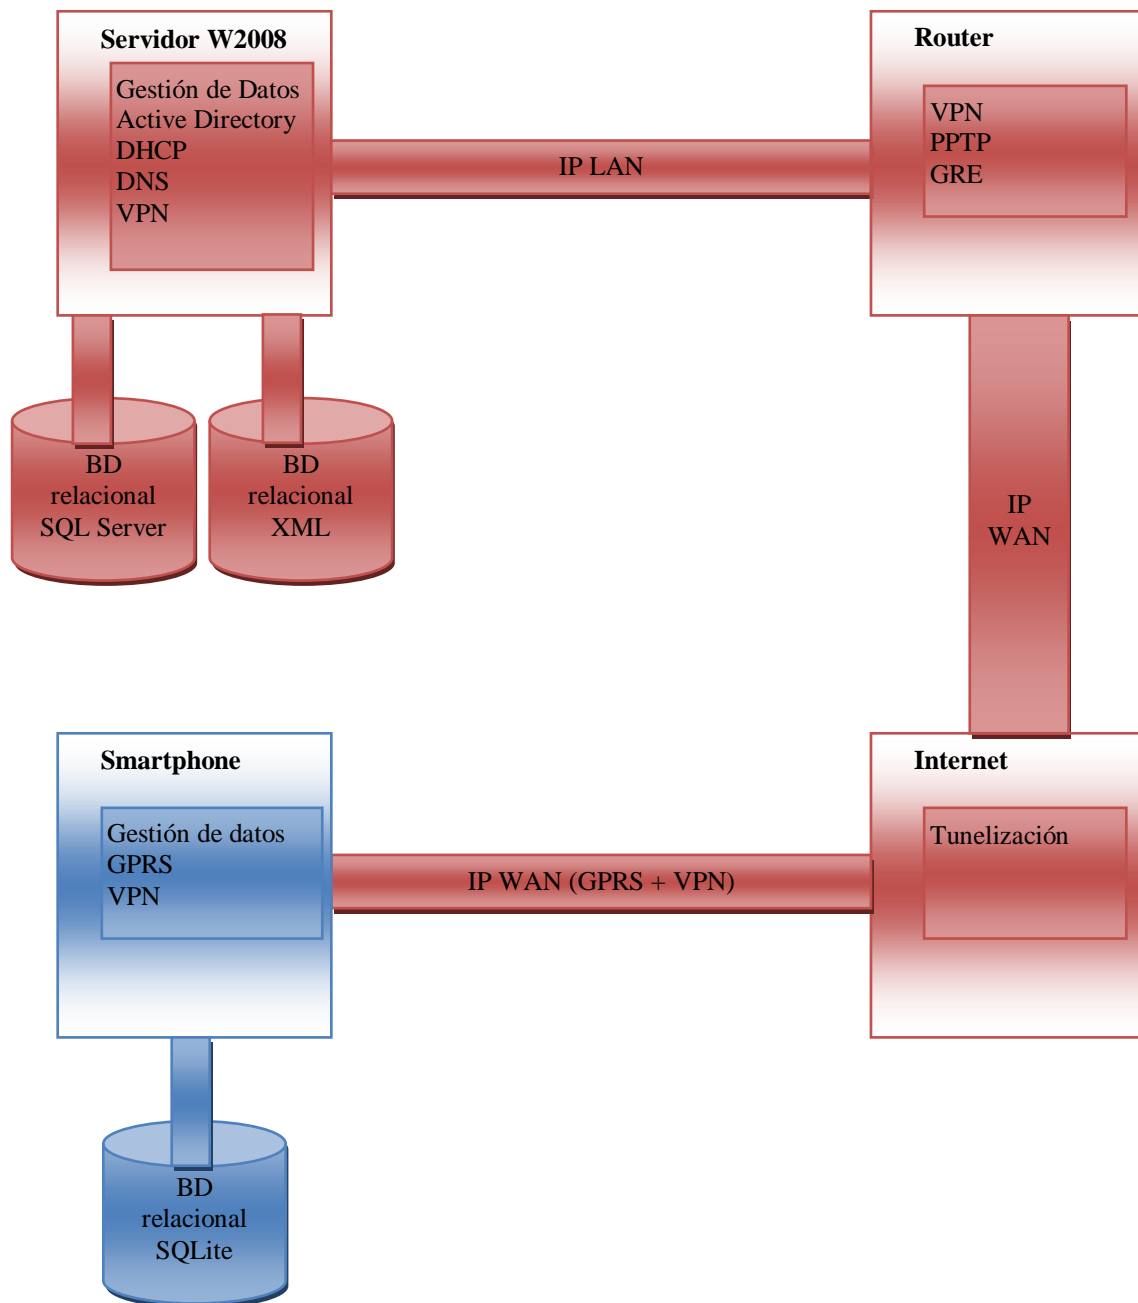 Servidor W2008
Gestión de Datos
Active Directory
DHCP
DNS
VPN
IP LAN
Router
VPN
PPTP
GRE
BD
relacional
SQL Server
BD
relacional
XML
IP
WAN
Smartphone
Gestión de datos
GPRS
VPN
IP WAN (GPRS + VPN)
Internet
Tunelización
BD
relacional
SQLite